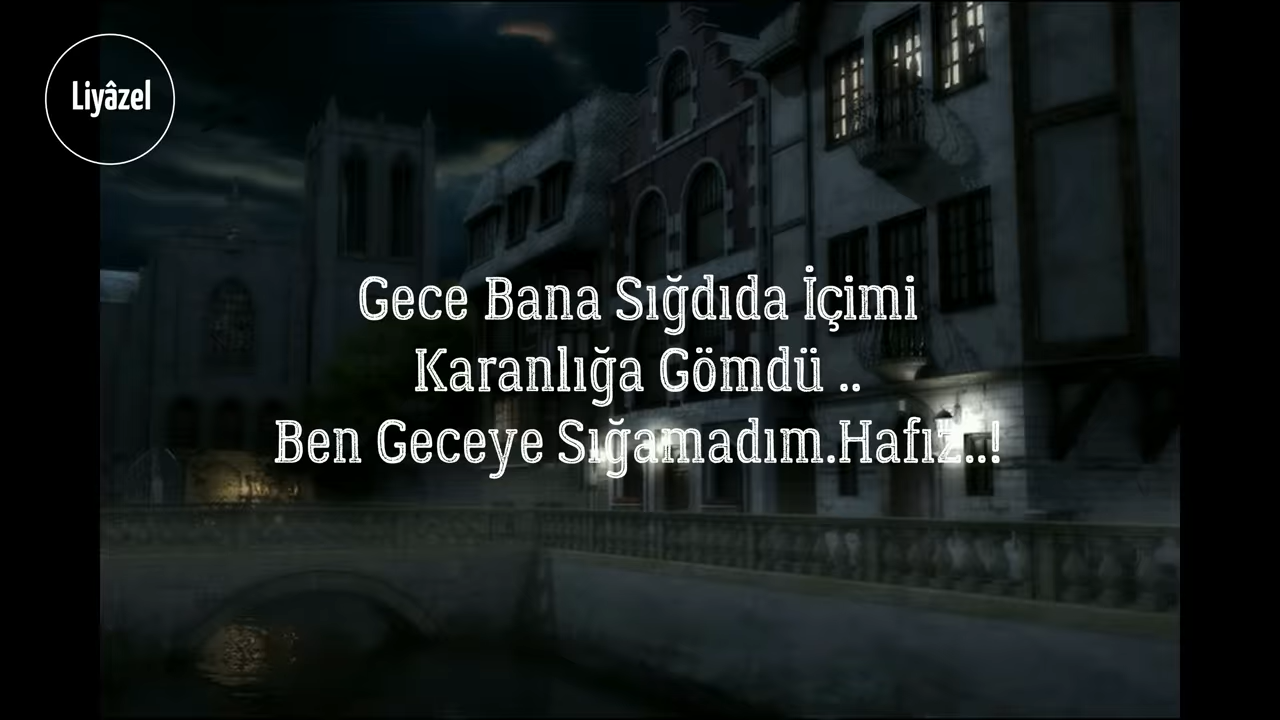 Liyâzel
Gece Bana Sığdıda İçimi
Karanlığa Gömdü ..
Ben Geceye Sığamadım.Hafız..!